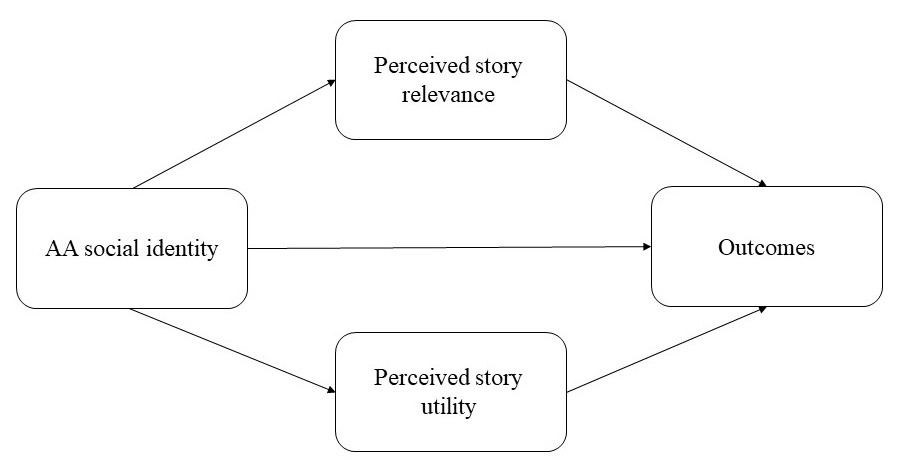 Perceived story
relevance
AA social identity
Outcomes
Perceived story
utility